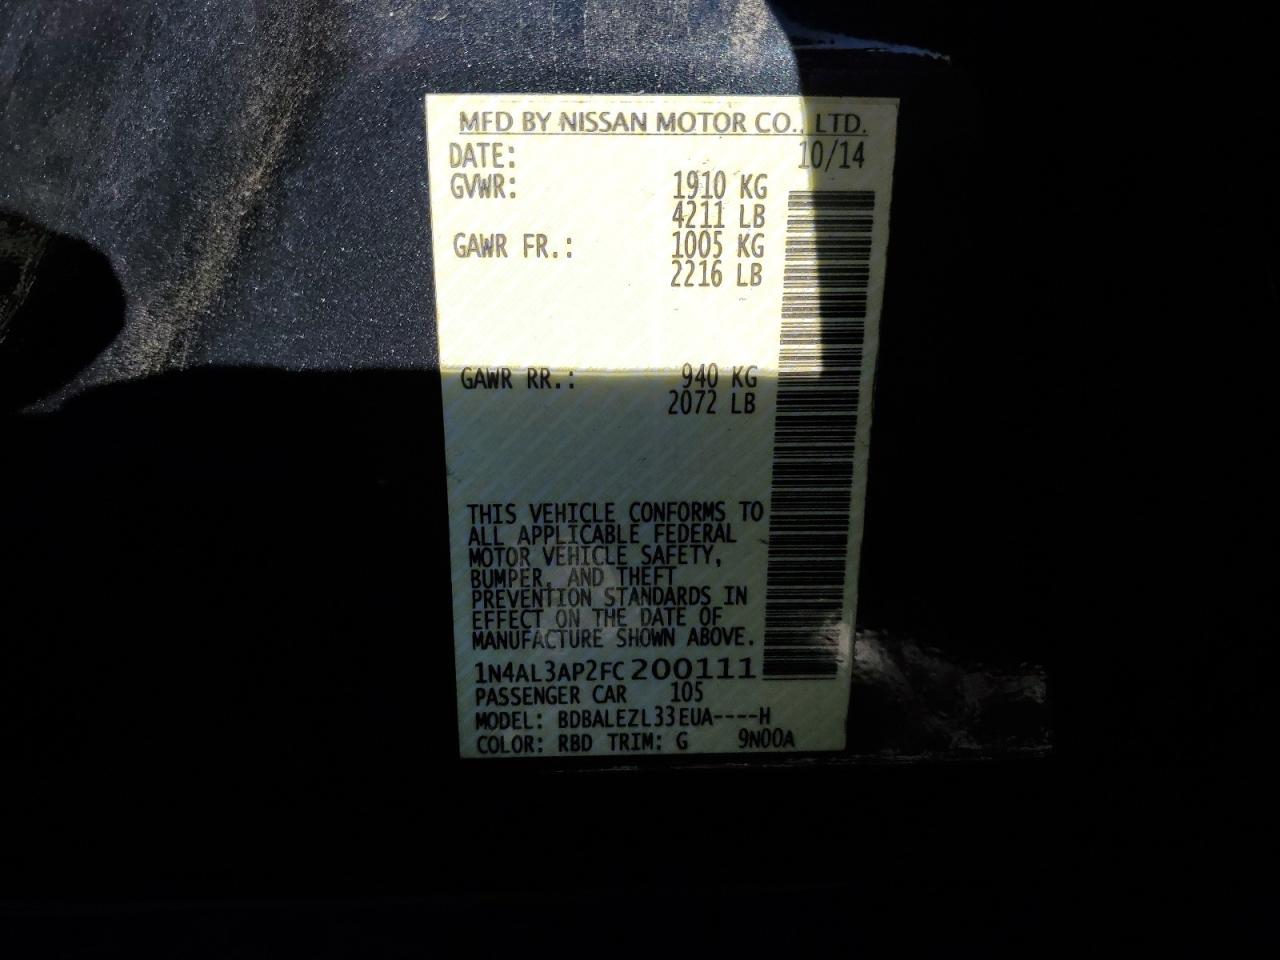 MFD BY NISSAN MOTOR CO., LTD.
DATE: 10/14
GVWR: 1910 KG
4211 LB
GAWR FR.: 1005 KG
2216 LB
GAWR RR.: 940 KG
2072 LB
THIS VEHICLE CONFORMS TO
ALL APPLICABLE FEDERAL
MOTOR VEHICLE SAFETY,
BUMPER, AND THEFT
PREVENTION STANDARDS IN
EFFECT ON THE DATE OF
MANUFACTURE SHOWN ABOVE.
1N4AL3AP2FC200111
PASSENGER CAR 105
MODEL: BDBALEZL33EUA----H
COLOR: RBD TRIM: G 9N00A